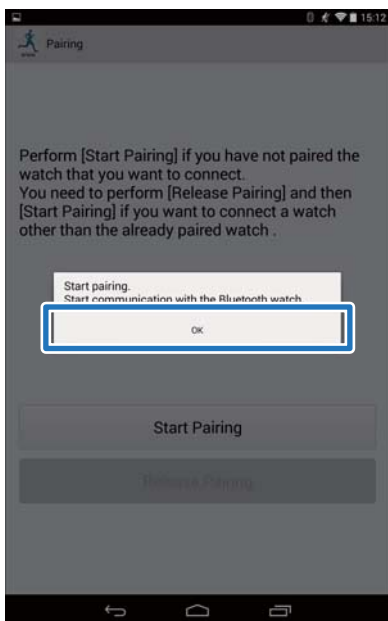 15:12
Pairing
Perform [Start Pairing] if you have not paired the
watch that you want to connect.
You need to perform [Release Pairing] and then
[Start Pairing] if you want to connect a watch
other than the already paired watch .
Start pairing.
Start communication with the Bluetooth watch
OK
Start Pairing
Release Pairing